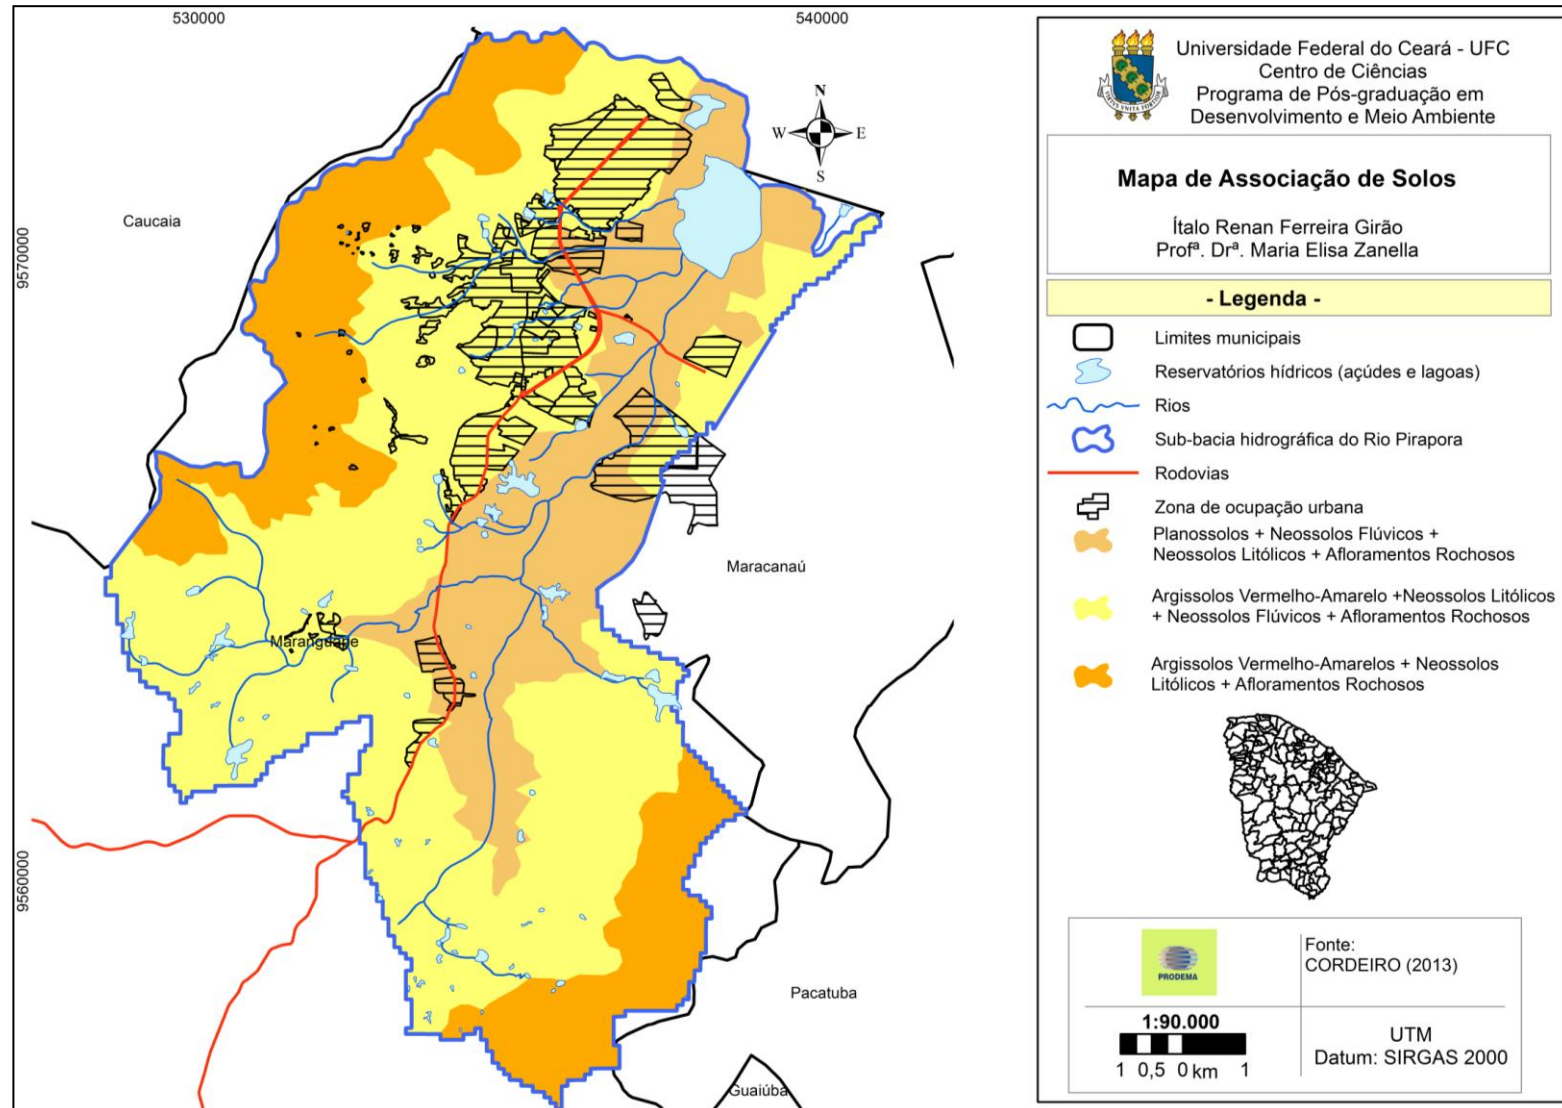 530000
540000
9570000
9560000
N
W
E
S
Caucaia
Maranguape
Maracanaú
Pacatuba
Guaiúba
Universidade Federal do Ceará - UFC
Centro de Ciências
Programa de Pós-graduação em
Desenvolvimento e Meio Ambiente
VIRTUS UNITA FORTIOR
Mapa de Associação de Solos
Ítalo Renan Ferreira Girão
Profª. Drª. Maria Elisa Zanella
- Legenda -
Limites municipais
Reservatórios hídricos (açúdes e lagoas)
Rios
Sub-bacia hidrográfica do Rio Pirapora
Rodovias
Zona de ocupação urbana
Planossolos + Neossolos Flúvicos +
Neossolos Litólicos + Afloramentos Rochosos
Argissolos Vermelho-Amarelo +Neossolos Litólicos
+ Neossolos Flúvicos + Afloramentos Rochosos
Argissolos Vermelho-Amarelos + Neossolos
Litólicos + Afloramentos Rochosos
PRODEMA
Fonte:
CORDEIRO (2013)
1:90.000
1 0,5 0 km 1
UTM
Datum: SIRGAS 2000